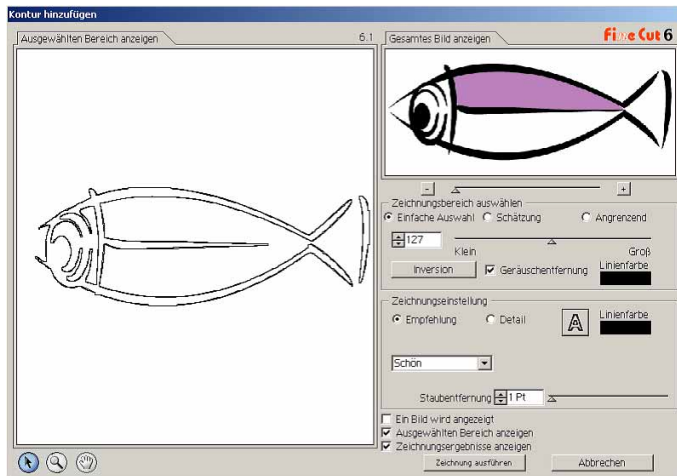 Kontur hinzufügen
Ausgewählten Bereich anzeigen 6.1
Gesamtes Bild anzeigen Fine Cut 6
- +
Zeichnungsbereich auswählen
Einfache Auswahl Schätzung Angrenzend
127
Klein Groß
Inversion Geräuschentfernung Linienfarbe
Zeichnungseinstellung
Empfehlung Detail A Linienfarbe
Schön
Staubentfernung 1 Pt
Ein Bild wird angezeigt
Ausgewählten Bereich anzeigen
Zeichnungsergebnisse anzeigen
Zeichnung ausführen Abbrechen